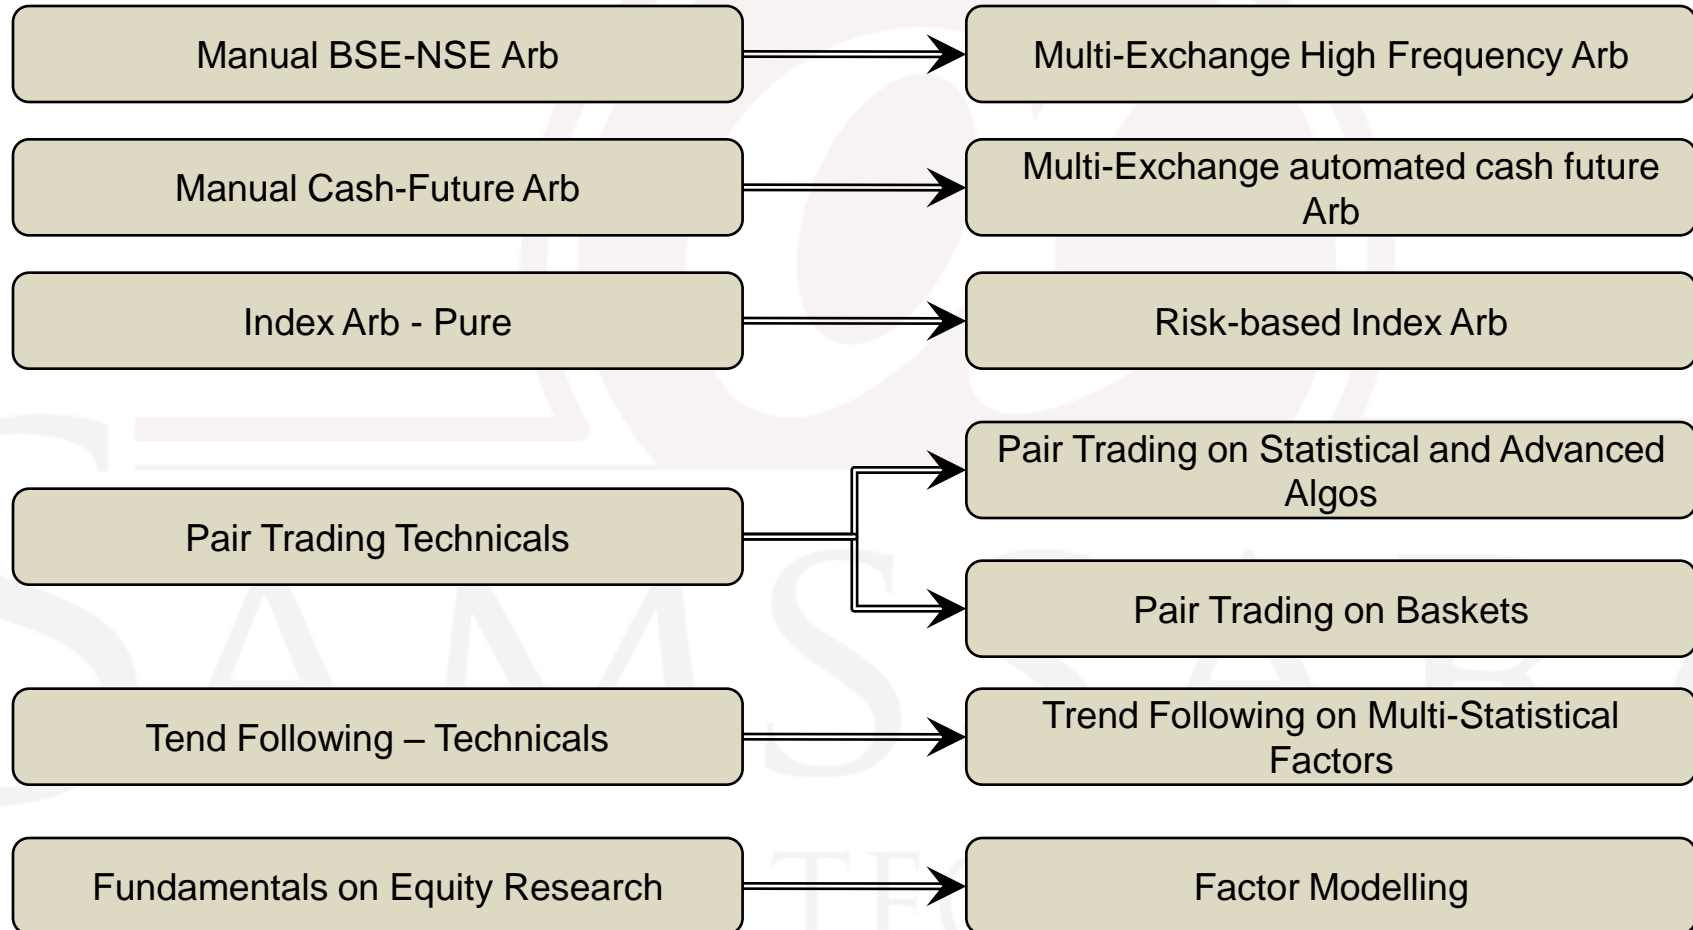 Manual BSE-NSE Arb
Multi-Exchange High Frequency Arb
Manual Cash-Future Arb
Multi-Exchange automated cash future
Arb
Index Arb - Pure
Risk-based Index Arb
Pair Trading Technicals
Pair Trading on Statistical and Advanced
Algos
Pair Trading on Baskets
Tend Following – Technicals
Trend Following on Multi-Statistical
Factors
Fundamentals on Equity Research
Factor Modelling